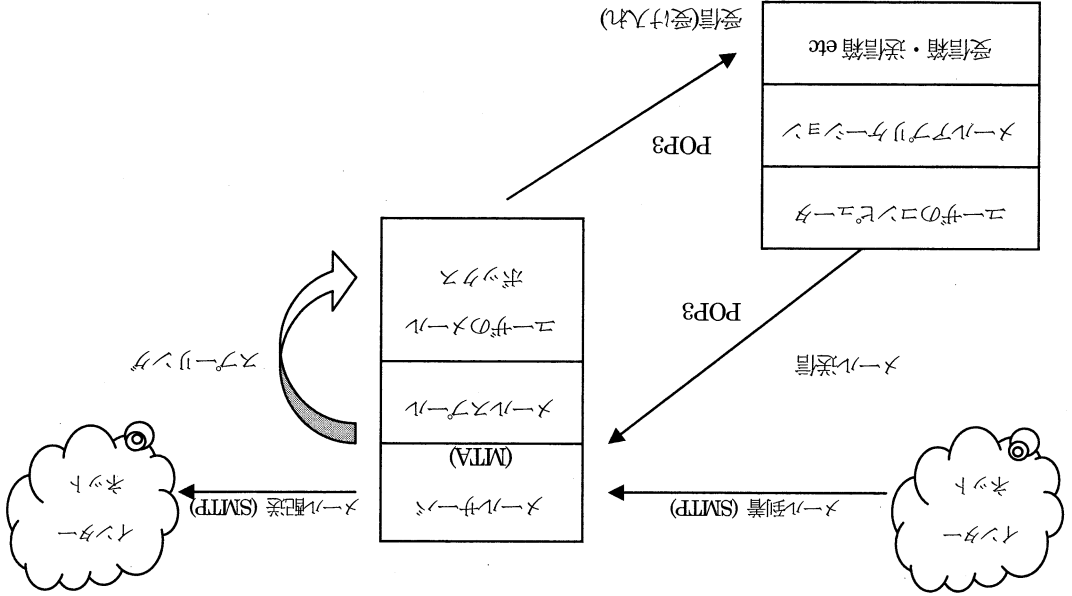 インター
ネット
メール到着 (SMTP)
メールサーバ
(MTA)
メール配送 (SMTP)
インター
ネット
メール送信
POP3
メールスプール
スプーリング
ユーザのメール
ボックス
ユーザのコンピュータ
メールアプリケーション
受信箱・送信箱 etc
POP3
受信(受け入れ)